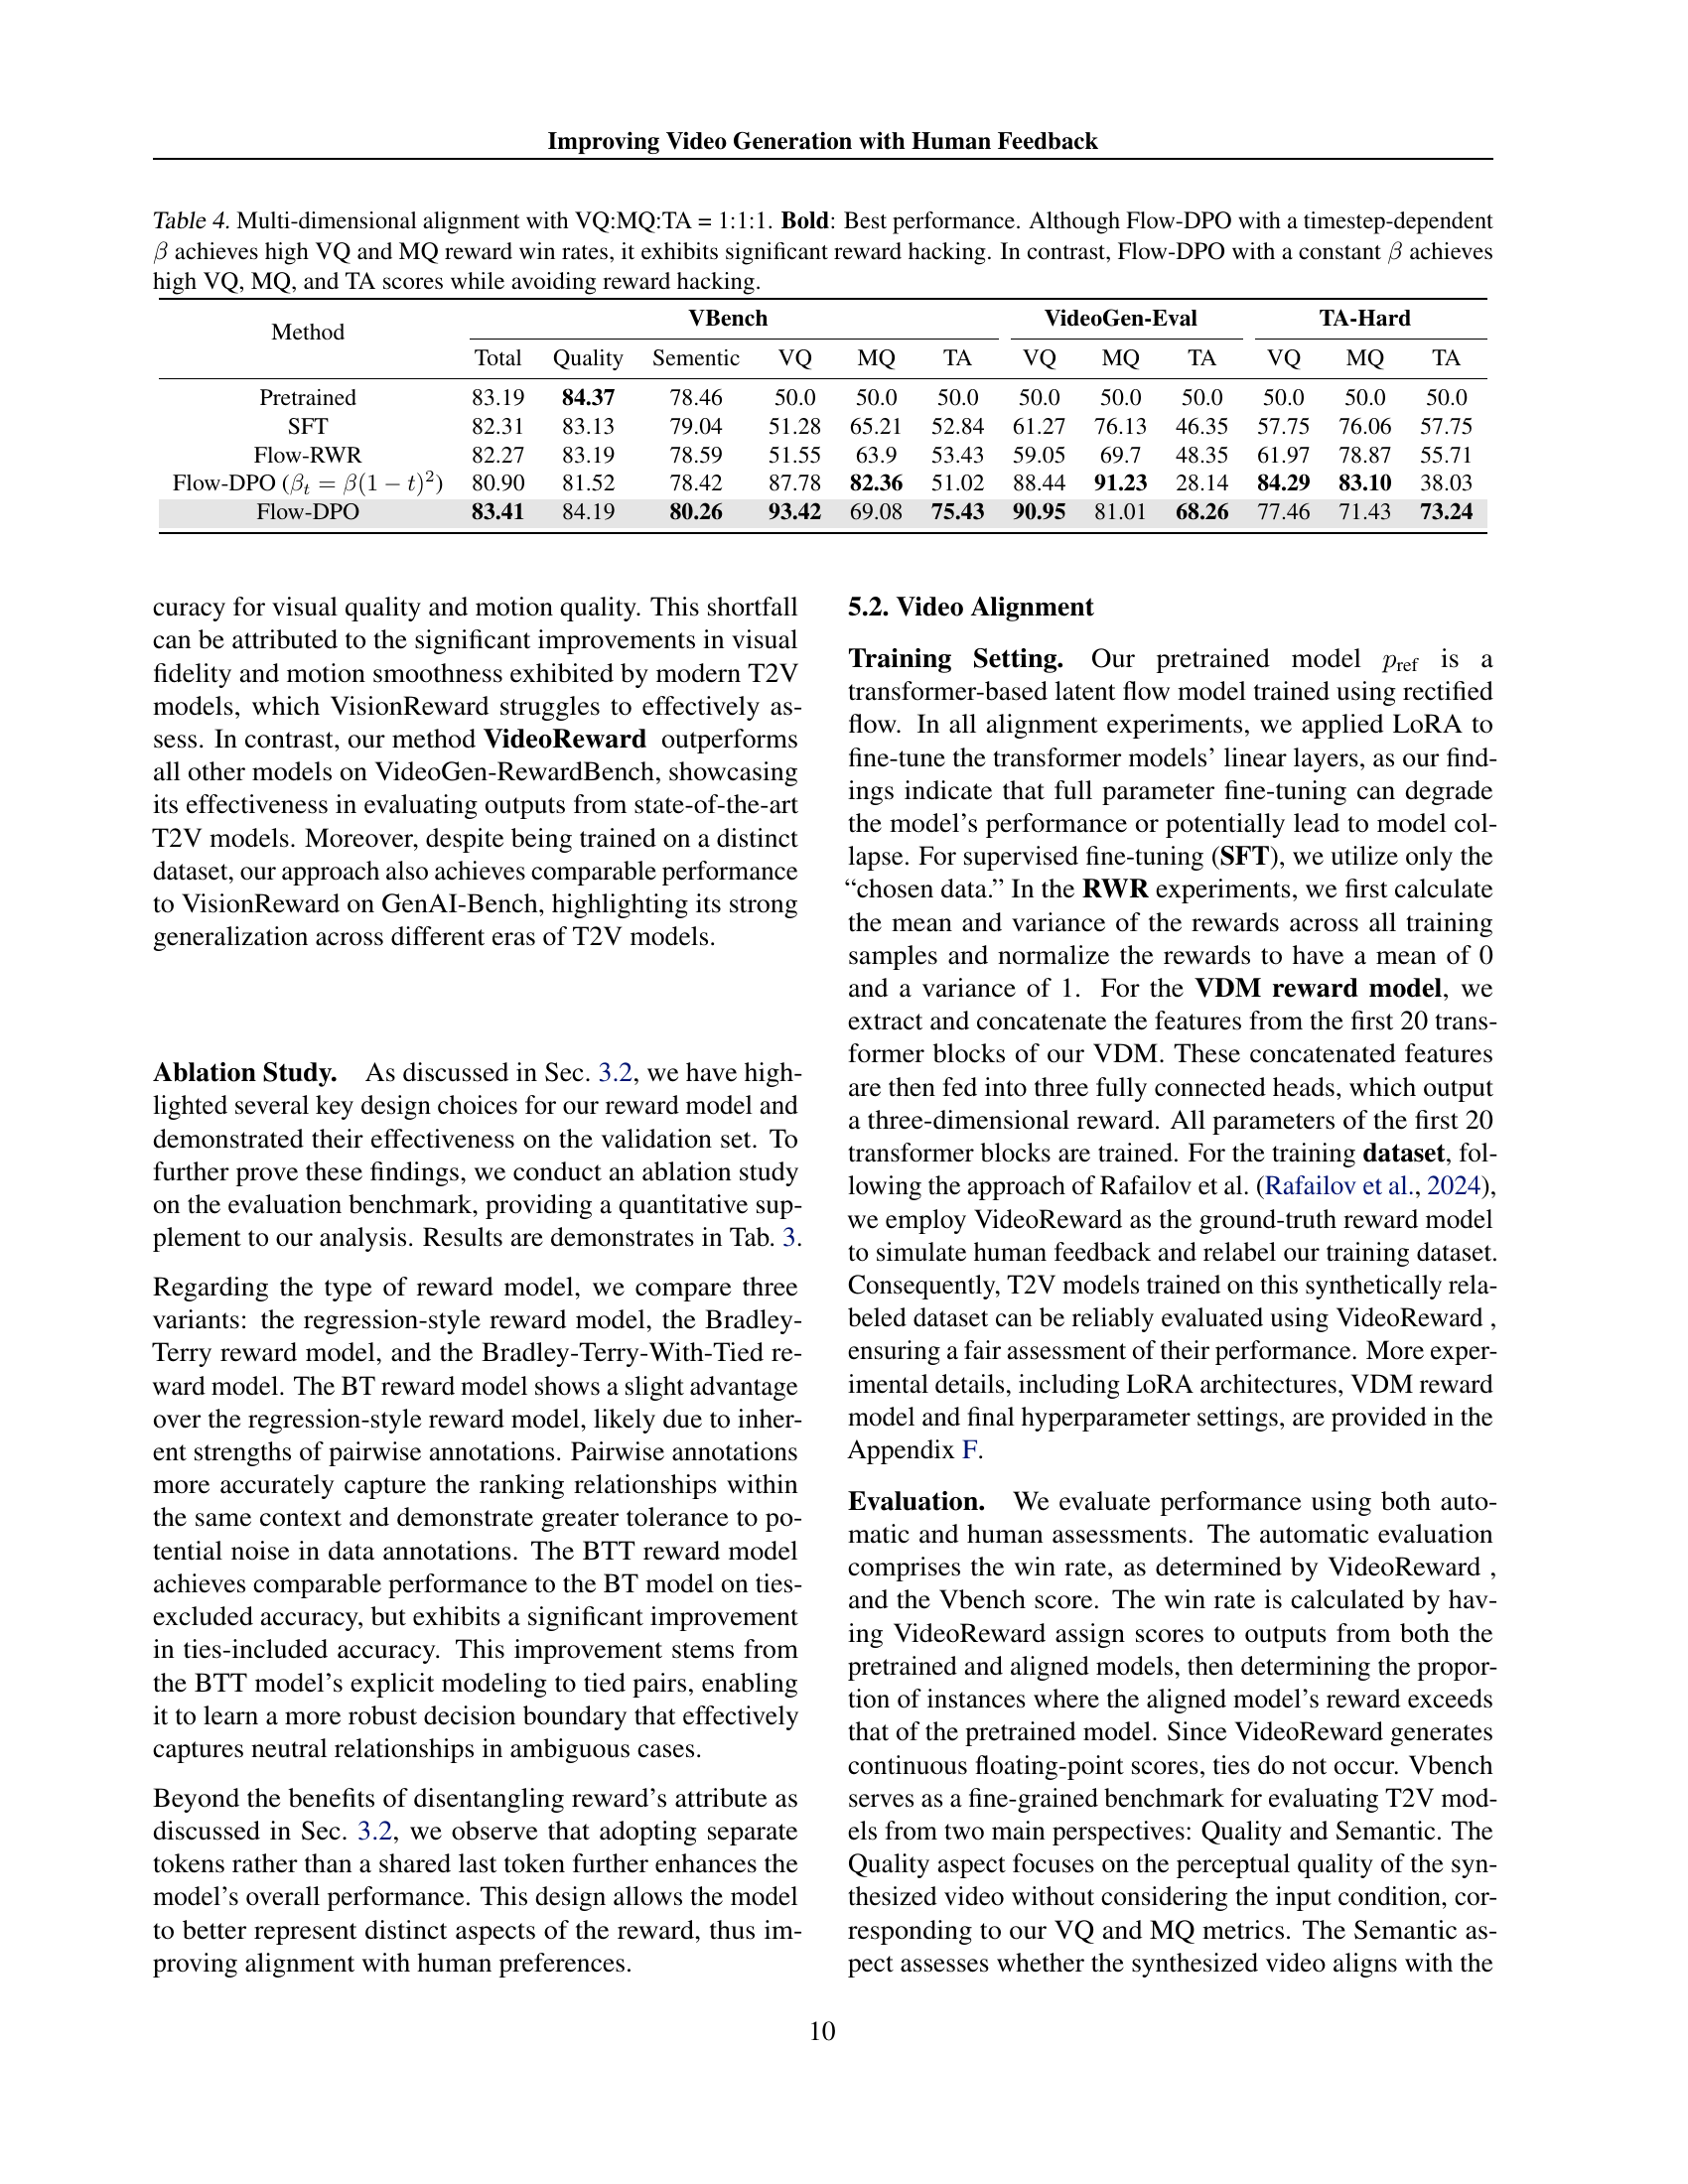 Improving Video Generation with Human Feedback
Table 4. Multi-dimensional alignment with VQ:MQ:TA = 1:1:1. Bold: Best performance. Although Flow-DPO with a timestep-dependent
β achieves high VQ and MQ reward win rates, it exhibits significant reward hacking. In contrast, Flow-DPO with a constant β achieves
high VQ, MQ, and TA scores while avoiding reward hacking.
Method VBench VideoGen-Eval TA-Hard
Total Quality Sementic VQ MQ TA VQ MQ TA VQ MQ TA
Pretrained 83.19 84.37 78.46 50.0 50.0 50.0 50.0 50.0 50.0 50.0 50.0 50.0
SFT 82.31 83.13 79.04 51.28 65.21 52.84 61.27 76.13 46.35 57.75 76.06 57.75
Flow-RWR 82.27 83.19 78.59 51.55 63.9 53.43 59.05 69.7 48.35 61.97 78.87 55.71
Flow-DPO (βt = β(1 − t)²) 80.90 81.52 78.42 87.78 82.36 51.02 88.44 91.23 28.14 84.29 83.10 38.03
Flow-DPO 83.41 84.19 80.26 93.42 69.08 75.43 90.95 81.01 68.26 77.46 71.43 73.24
curacy for visual quality and motion quality. This shortfall
can be attributed to the significant improvements in visual
fidelity and motion smoothness exhibited by modern T2V
models, which VisionReward struggles to effectively as-
sess. In contrast, our method VideoReward outperforms
all other models on VideoGen-RewardBench, showcasing
its effectiveness in evaluating outputs from state-of-the-art
T2V models. Moreover, despite being trained on a distinct
dataset, our approach also achieves comparable performance
to VisionReward on GenAI-Bench, highlighting its strong
generalization across different eras of T2V models.
Ablation Study. As discussed in Sec. 3.2, we have high-
lighted several key design choices for our reward model and
demonstrated their effectiveness on the validation set. To
further prove these findings, we conduct an ablation study
on the evaluation benchmark, providing a quantitative sup-
plement to our analysis. Results are demonstrates in Tab. 3.
Regarding the type of reward model, we compare three
variants: the regression-style reward model, the Bradley-
Terry reward model, and the Bradley-Terry-With-Tied re-
ward model. The BT reward model shows a slight advantage
over the regression-style reward model, likely due to inher-
ent strengths of pairwise annotations. Pairwise annotations
more accurately capture the ranking relationships within
the same context and demonstrate greater tolerance to po-
tential noise in data annotations. The BTT reward model
achieves comparable performance to the BT model on ties-
excluded accuracy, but exhibits a significant improvement
in ties-included accuracy. This improvement stems from
the BTT model's explicit modeling to tied pairs, enabling
it to learn a more robust decision boundary that effectively
captures neutral relationships in ambiguous cases.
Beyond the benefits of disentangling reward's attribute as
discussed in Sec. 3.2, we observe that adopting separate
tokens rather than a shared last token further enhances the
model's overall performance. This design allows the model
to better represent distinct aspects of the reward, thus im-
proving alignment with human preferences.
5.2. Video Alignment
Training Setting. Our pretrained model pref is a
transformer-based latent flow model trained using rectified
flow. In all alignment experiments, we applied LoRA to
fine-tune the transformer models' linear layers, as our find-
ings indicate that full parameter fine-tuning can degrade
the model's performance or potentially lead to model col-
lapse. For supervised fine-tuning (SFT), we utilize only the
“chosen data.” In the RWR experiments, we first calculate
the mean and variance of the rewards across all training
samples and normalize the rewards to have a mean of 0
and a variance of 1. For the VDM reward model, we
extract and concatenate the features from the first 20 trans-
former blocks of our VDM. These concatenated features
are then fed into three fully connected heads, which output
a three-dimensional reward. All parameters of the first 20
transformer blocks are trained. For the training dataset, fol-
lowing the approach of Rafailov et al. (Rafailov et al., 2024),
we employ VideoReward as the ground-truth reward model
to simulate human feedback and relabel our training dataset.
Consequently, T2V models trained on this synthetically rela-
beled dataset can be reliably evaluated using VideoReward ,
ensuring a fair assessment of their performance. More exper-
imental details, including LoRA architectures, VDM reward
model and final hyperparameter settings, are provided in the
Appendix F.
Evaluation. We evaluate performance using both auto-
matic and human assessments. The automatic evaluation
comprises the win rate, as determined by VideoReward ,
and the Vbench score. The win rate is calculated by hav-
ing VideoReward assign scores to outputs from both the
pretrained and aligned models, then determining the propor-
tion of instances where the aligned model's reward exceeds
that of the pretrained model. Since VideoReward generates
continuous floating-point scores, ties do not occur. Vbench
serves as a fine-grained benchmark for evaluating T2V mod-
els from two main perspectives: Quality and Semantic. The
Quality aspect focuses on the perceptual quality of the syn-
thesized video without considering the input condition, cor-
responding to our VQ and MQ metrics. The Semantic as-
pect assesses whether the synthesized video aligns with the
10